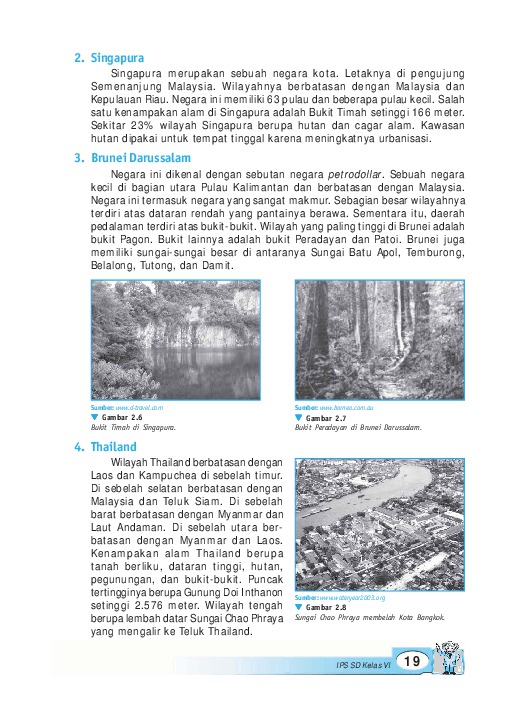 2. Singapura
Singapura merupakan sebuah negara kota. Letaknya di pengujung
Semenanjung Malaysia. Wilayahnya berbatasan dengan Malaysia dan
Kepulauan Riau. Negara ini memiliki 63 pulau dan beberapa pulau kecil. Salah
satu kenampakan alam di Singapura adalah Bukit Timah setinggi 166 meter.
Sekitar 23% wilayah Singapura berupa hutan dan cagar alam. Kawasan
hutan dipakai untuk tempat tinggal karena meningkatnya urbanisasi.
3. Brunei Darussalam
Negara ini dikenal dengan sebutan negara petrodollar. Sebuah negara
kecil di bagian utara Pulau Kalimantan dan berbatasan dengan Malaysia.
Negara ini termasuk negara yang sangat makmur. Sebagian besar wilayahnya
terdiri atas dataran rendah yang pantainya berawa. Sementara itu, daerah
pedalaman terdiri atas bukit-bukit. Wilayah yang paling tinggi di Brunei adalah
bukit Pagon. Bukit lainnya adalah bukit Peradayan dan Patoi. Brunei juga
memiliki sungai-sungai besar di antaranya Sungai Batu Apol, Temburong,
Belalong, Tutong, dan Damit.
Sumber: www.d-travel.com
▼ Gambar 2.6
Bukit Timah di Singapura.
Sumber: www.borneo.com.au
▼ Gambar 2.7
Bukit Peradayan di Brunei Darussalam.
4. Thailand
Wilayah Thailand berbatasan dengan
Laos dan Kampuchea di sebelah timur.
Di sebelah selatan berbatasan dengan
Malaysia dan Teluk Siam. Di sebelah
barat berbatasan dengan Myanmar dan
Laut Andaman. Di sebelah utara ber-
batasan dengan Myanmar dan Laos.
Kenampakan alam Thailand berupa
tanah berliku, dataran tinggi, hutan,
pegunungan, dan bukit-bukit. Puncak
tertingginya berupa Gunung Doi Inthanon
setinggi 2.576 meter. Wilayah tengah
berupa lembah datar Sungai Chao Phraya
yang mengalir ke Teluk Thailand.
Sumber: www.wateryear2003.org
▼ Gambar 2.8
Sungai Chao Phraya membelah Kota Bangkok.
IPS SD Kelas VI 19